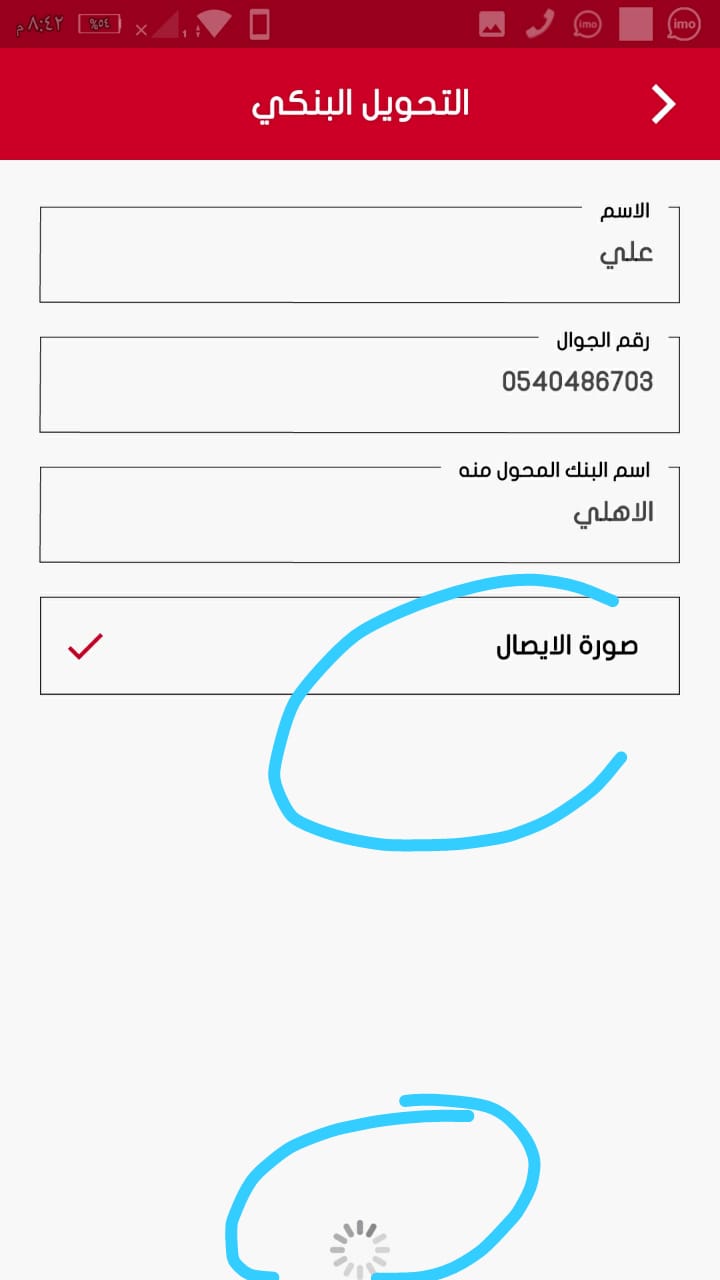 ٨:٤٢ م
%٥٤
imo
imo
التحويل البنكي
الاسم
علي
رقم الجوال
0540486703
اسم البنك المحول منه
الاهلي
صورة الايصال